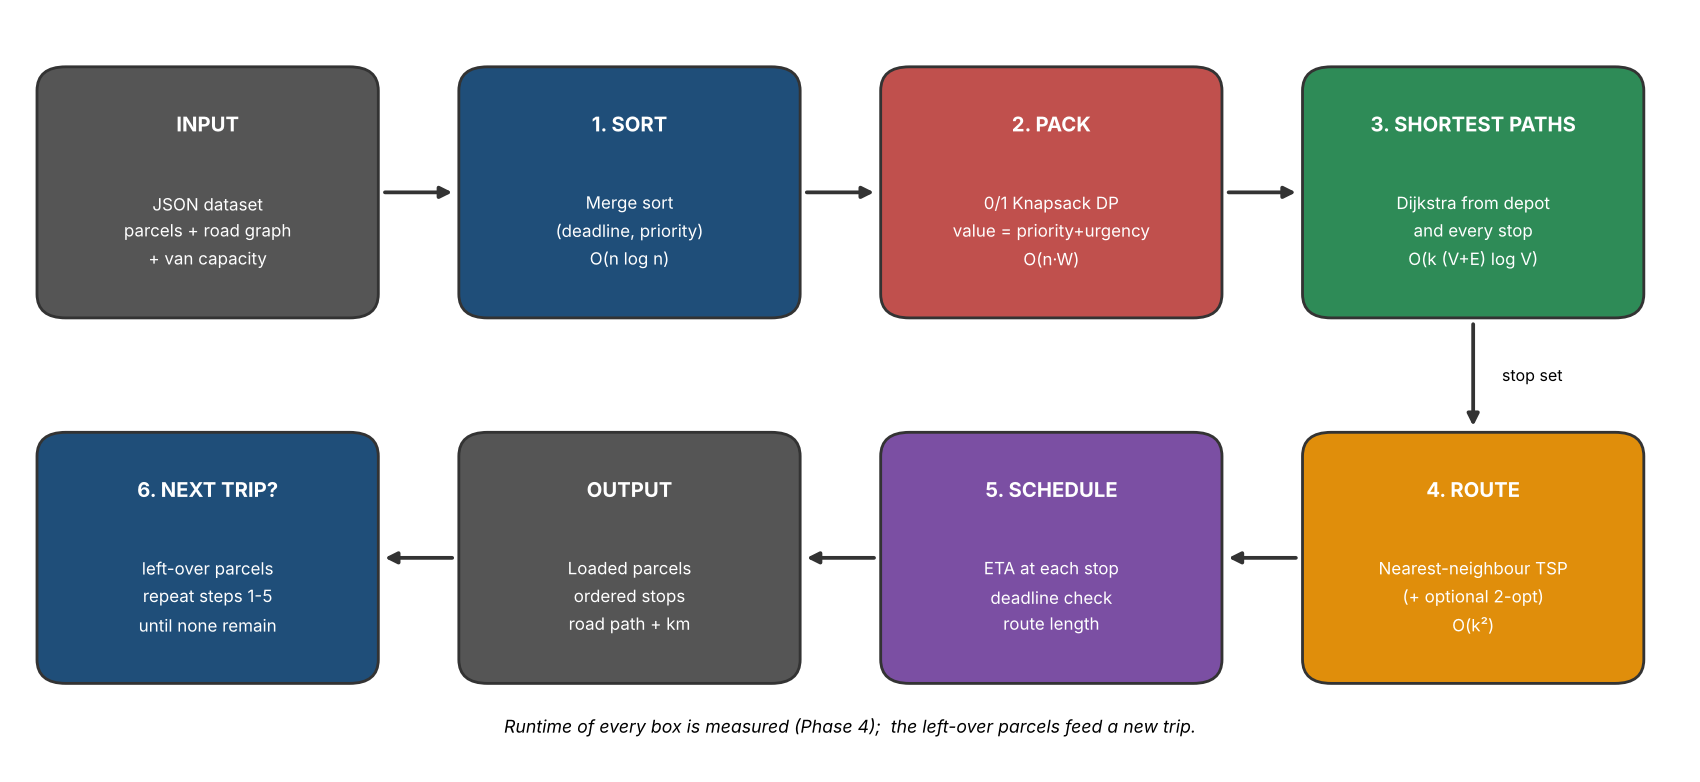 INPUT
JSON dataset
parcels + road graph
+ van capacity
1. SORT
Merge sort
(deadline, priority)
O(n log n)
2. PACK
0/1 Knapsack DP
value = priority+urgency
O(n·W)
3. SHORTEST PATHS
Dijkstra from depot
and every stop
O(k (V+E) log V)
stop set
4. ROUTE
Nearest-neighbour TSP
(+ optional 2-opt)
O(k²)
5. SCHEDULE
ETA at each stop
deadline check
route length
OUTPUT
Loaded parcels
ordered stops
road path + km
6. NEXT TRIP?
left-over parcels
repeat steps 1-5
until none remain
Runtime of every box is measured (Phase 4);  the left-over parcels feed a new trip.